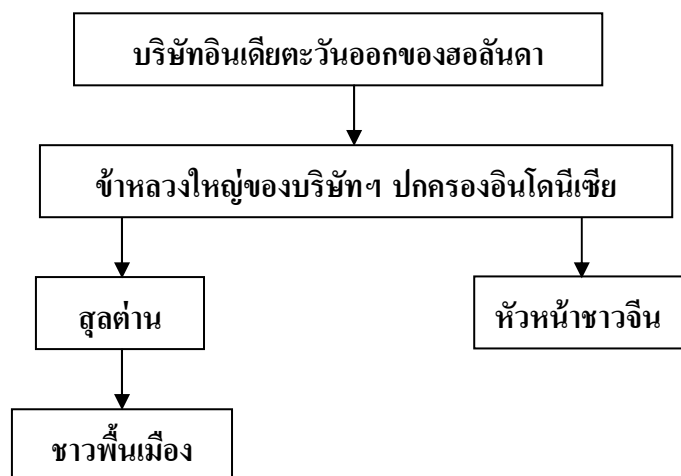 บริษัทอินเดียตะวันออกของฮอลันดา
ข้าหลวงใหญ่ของบริษัทฯ ปกครองอินโดนีเซีย
สุลต่าน
หัวหน้าชาวจีน
ชาวพื้นเมือง